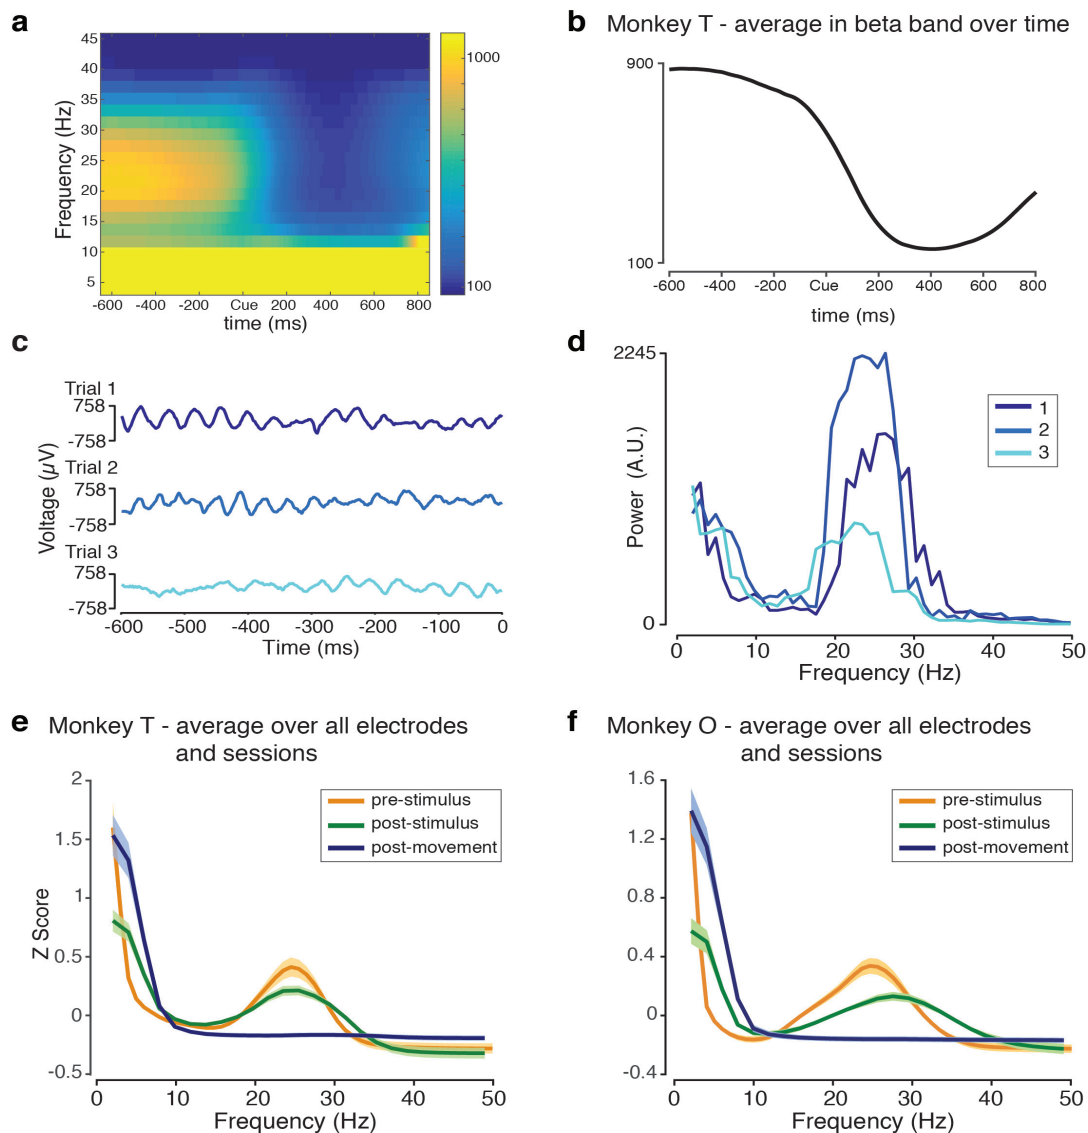 a
45
40
35
30
25
20
15
10
5
Frequency (Hz)
-600 -400 -200 Cue 200 400 600 800
time (ms)
1000
100
b Monkey T - average in beta band over time
900
100
-600 -400 -200 Cue 200 400 600 800
time (ms)
c
Trial 1
758
-758
Trial 2
758
-758
Trial 3
758
-758
Voltage (µV)
-600 -500 -400 -300 -200 -100 0
Time (ms)
d
2245
0
Power (A.U.)
1
2
3
0 10 20 30 40 50
Frequency (Hz)
e Monkey T - average over all electrodes
and sessions
2
1.5
1
0.5
0
-0.5
Z Score
pre-stimulus
post-stimulus
post-movement
0 10 20 30 40 50
Frequency (Hz)
f Monkey O - average over all electrodes
and sessions
1.6
1.2
0.8
0.4
0
-0.4
pre-stimulus
post-stimulus
post-movement
0 10 20 30 40 50
Frequency (Hz)